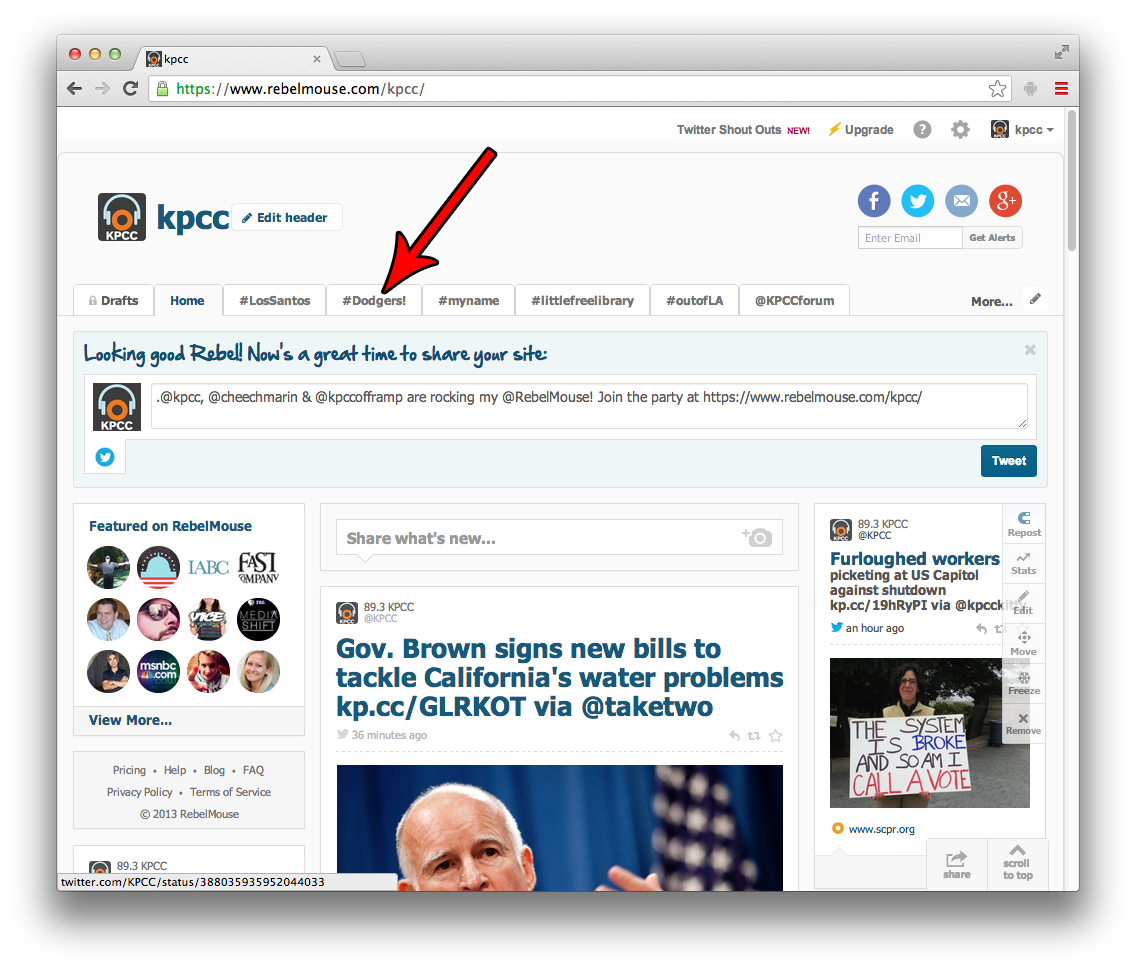 kpcc
https://www.rebelmouse.com/kpcc/
Twitter Shout Outs NEW! Upgrade ? kpcc
KPCC
kpcc Edit header
f g+
Enter Email Get Alerts
Drafts Home #LosSantos #Dodgers! #myname #littlefreelibrary #outofLA @KPCCforum More...
Looking good Rebel! Now's a great time to share your site:
KPCC
.@kpcc, @cheechmarin & @kpccofframp are rocking my @RebelMouse! Join the party at https://www.rebelmouse.com/kpcc/
Tweet
Featured on RebelMouse
IABC FAST COMPANY
VICE PBS MEDIA SHIFT
msnbc.com
View More...
Pricing • Help • Blog • FAQ
Privacy Policy • Terms of Service
© 2013 RebelMouse
89.3 KPCC
twitter.com/KPCC/status/388035935952044033
Share what's new...
89.3 KPCC
@KPCC
Gov. Brown signs new bills to
tackle California's water problems
kp.cc/GLRKOT via @taketwo
36 minutes ago
89.3 KPCC
@KPCC
Furloughed workers
picketing at US Capitol
against shutdown
kp.cc/19hRyPI via @kpcckitty
an hour ago
THE SYSTEM
IS BROKE
AND SO AM I
CALL A VOTE
www.scpr.org
Repost
Stats
Edit
Move
Freeze
Remove
share
scroll
to top